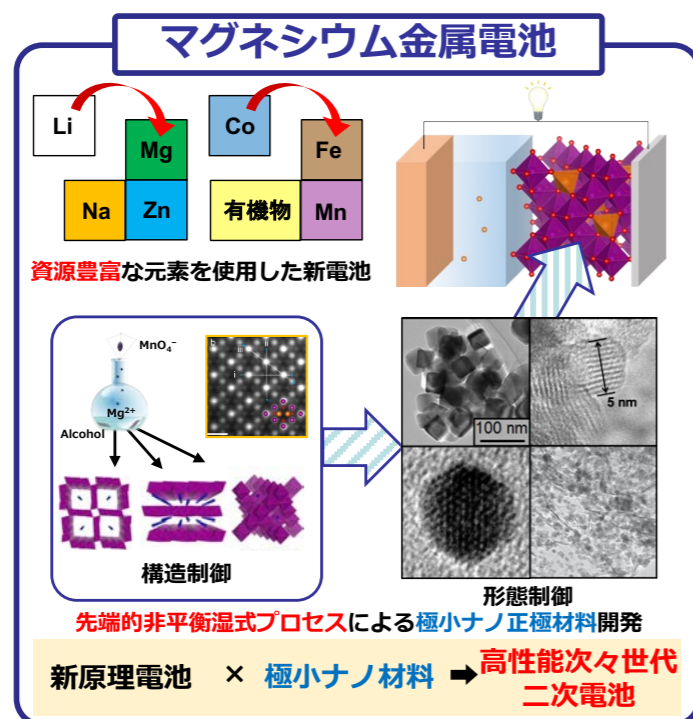 マグネシウム金属電池
Li
Mg
Na
Zn
Co
Fe
有機物
Mn
資源豊富な元素を使用した新電池
MnO₄⁻
Mg²⁺
Alcohol
b
ii
iii
i
構造制御
100 nm
5 nm
形態制御
先端的非平衡湿式プロセスによる極小ナノ正極材料開発
新原理電池 × 極小ナノ材料 ➡ 高性能次々世代
二次電池